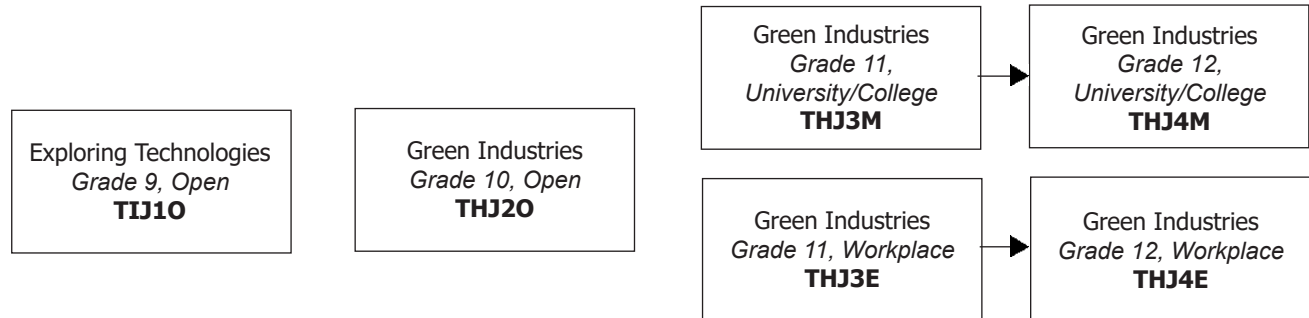 Exploring Technologies
Grade 9, Open
TIJ1O
Green Industries
Grade 10, Open
THJ2O
Green Industries
Grade 11,
University/College
THJ3M
Green Industries
Grade 12,
University/College
THJ4M
Green Industries
Grade 11, Workplace
THJ3E
Green Industries
Grade 12, Workplace
THJ4E